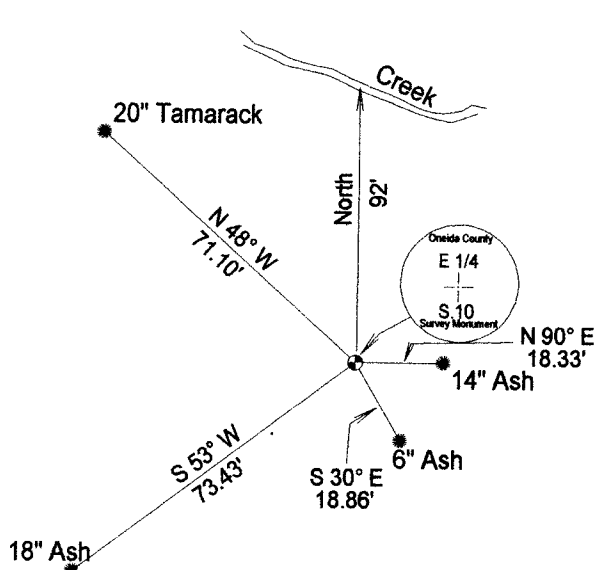 Creek
20" Tamarack
North
92'
N 48° W
71.10'
Oneida County
E 1/4
S.10
Survey Monument
N 90° E
18.33'
14" Ash
S 53° W
73.43'
6" Ash
S 30° E
18.86'
18" Ash